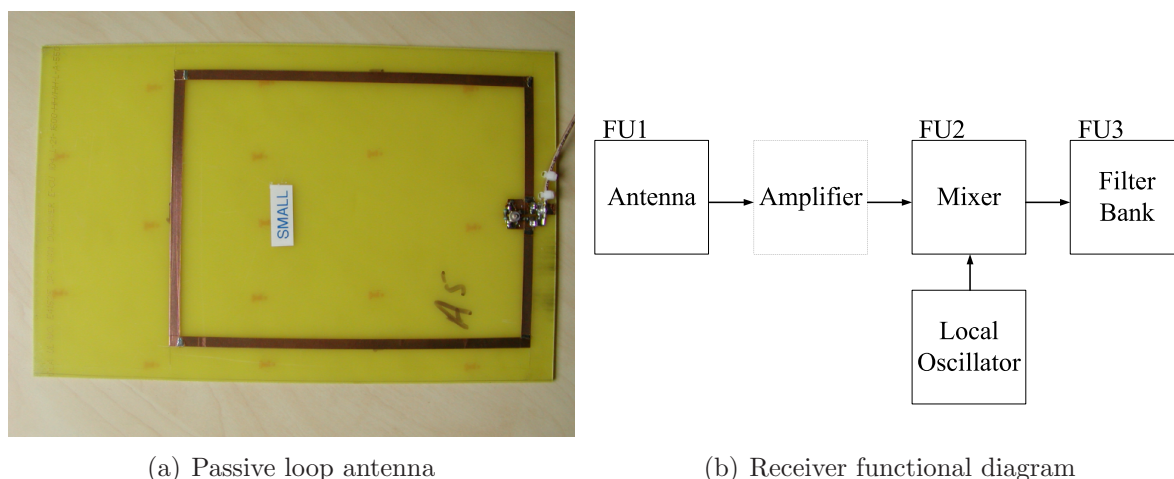 SMALL
A5
FU1
Antenna
Amplifier
FU2
Mixer
FU3
Filter
Bank
Local
Oscillator
(a) Passive loop antenna
(b) Receiver functional diagram